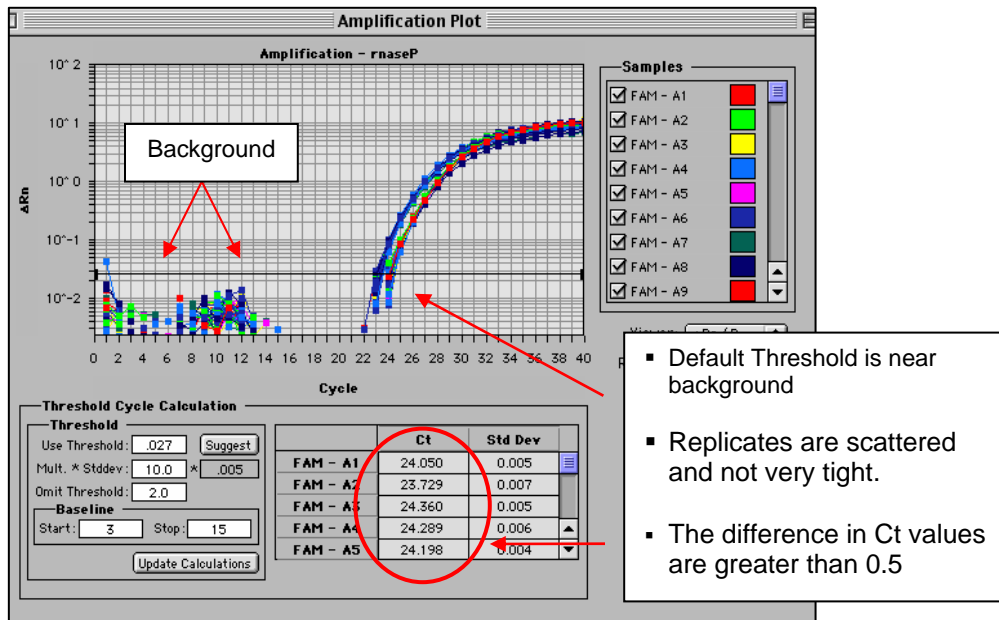 Amplification Plot
Amplification - rnaseP
10^ 2
10^ 1
10^ 0
10^-1
10^-2
ΔRn
Background
0 2 4 6 8 10 12 14 16 18 20 22 24 26 28 30 32 34 36 38 40
Cycle
Samples
FAM - A1
FAM - A2
FAM - A3
FAM - A4
FAM - A5
FAM - A6
FAM - A7
FAM - A8
FAM - A9
▪ Default Threshold is near
background
▪ Replicates are scattered
and not very tight.
▪ The difference in Ct values
are greater than 0.5
Threshold Cycle Calculation
Threshold
Use Threshold: .027 Suggest
Mult. * Stddev: 10.0 * .005
Omit Threshold: 2.0
Baseline
Start: 3 Stop: 15
Update Calculations
Ct Std Dev
FAM - A1 24.050 0.005
FAM - A2 23.729 0.007
FAM - A3 24.360 0.005
FAM - A4 24.289 0.006
FAM - A5 24.198 0.004